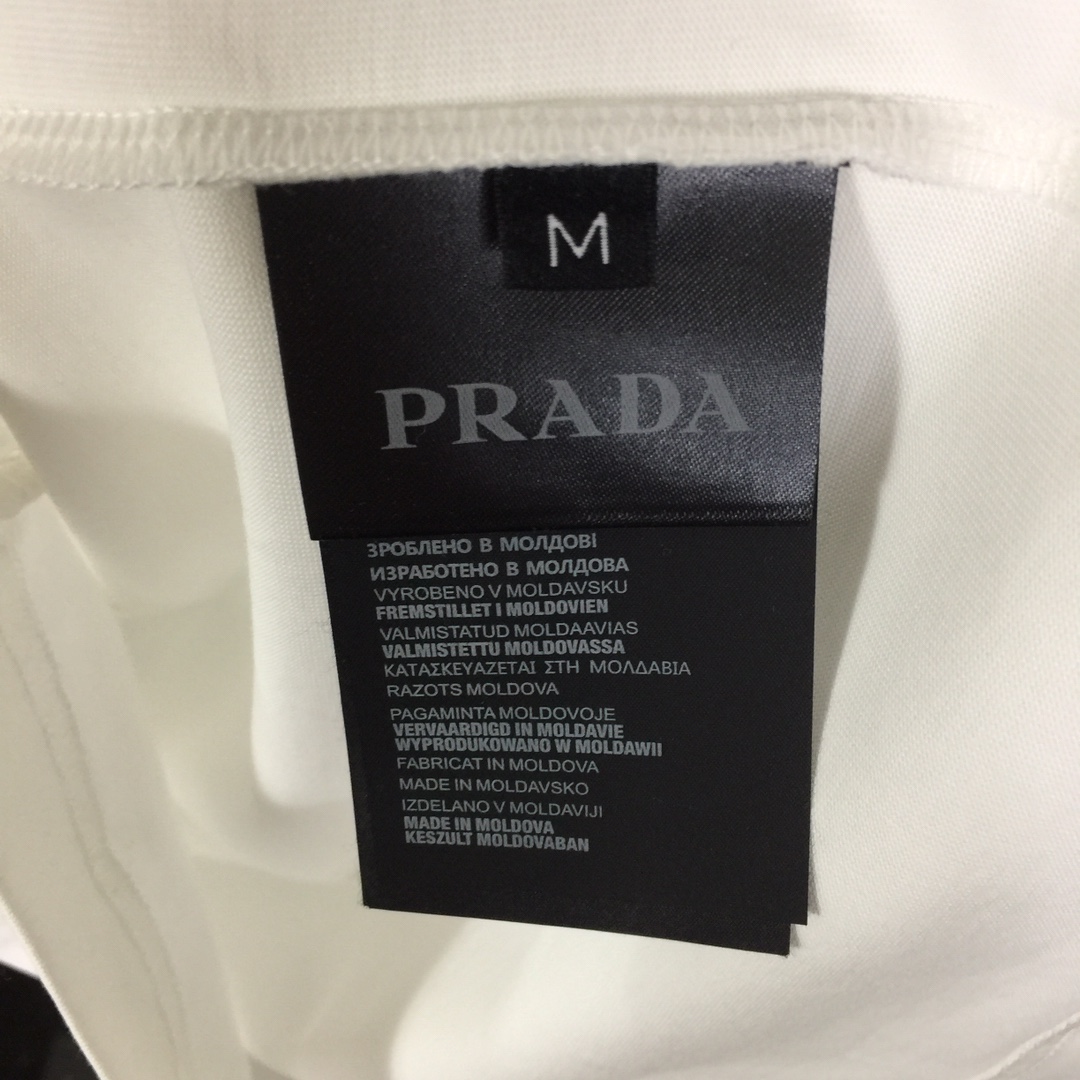 M
PRADA
ЗРОБЛЕНО В МОЛДОВІ
ИЗРАБОТЕНО В МОЛДОВА
VYROBENO V MOLDAVSKU
FREMSTILLET I MOLDOVIEN
VALMISTATUD MOLDAAVIAS
VALMISTETTU MOLDOVASSA
ΚΑΤΑΣΚΕΥΑΖΕΤΑΙ ΣΤΗ ΜΟΛΔΑΒΙΑ
RAZOTS MOLDOVA
PAGAMINTA MOLDOVOJE
VERVAARDIGD IN MOLDAVIE
WYPRODUKOWANO W MOLDAWII
FABRICAT IN MOLDOVA
MADE IN MOLDAVSKO
IZDELANO V MOLDAVIJI
MADE IN MOLDOVA
KESZULT MOLDOVABAN